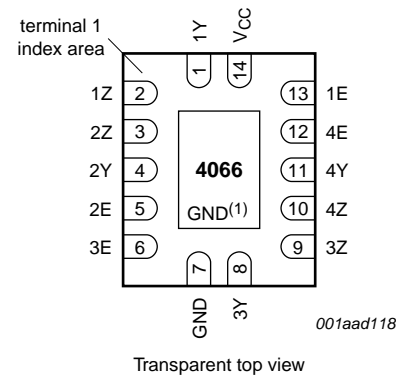 terminal 1
index area
1Y
VCC
1
14
1Z 2
13 1E
2Z 3
12 4E
2Y 4
4066
11 4Y
2E 5
GND(1)
10 4Z
3E 6
9 3Z
7
8
GND
3Y
001aad118
Transparent top view